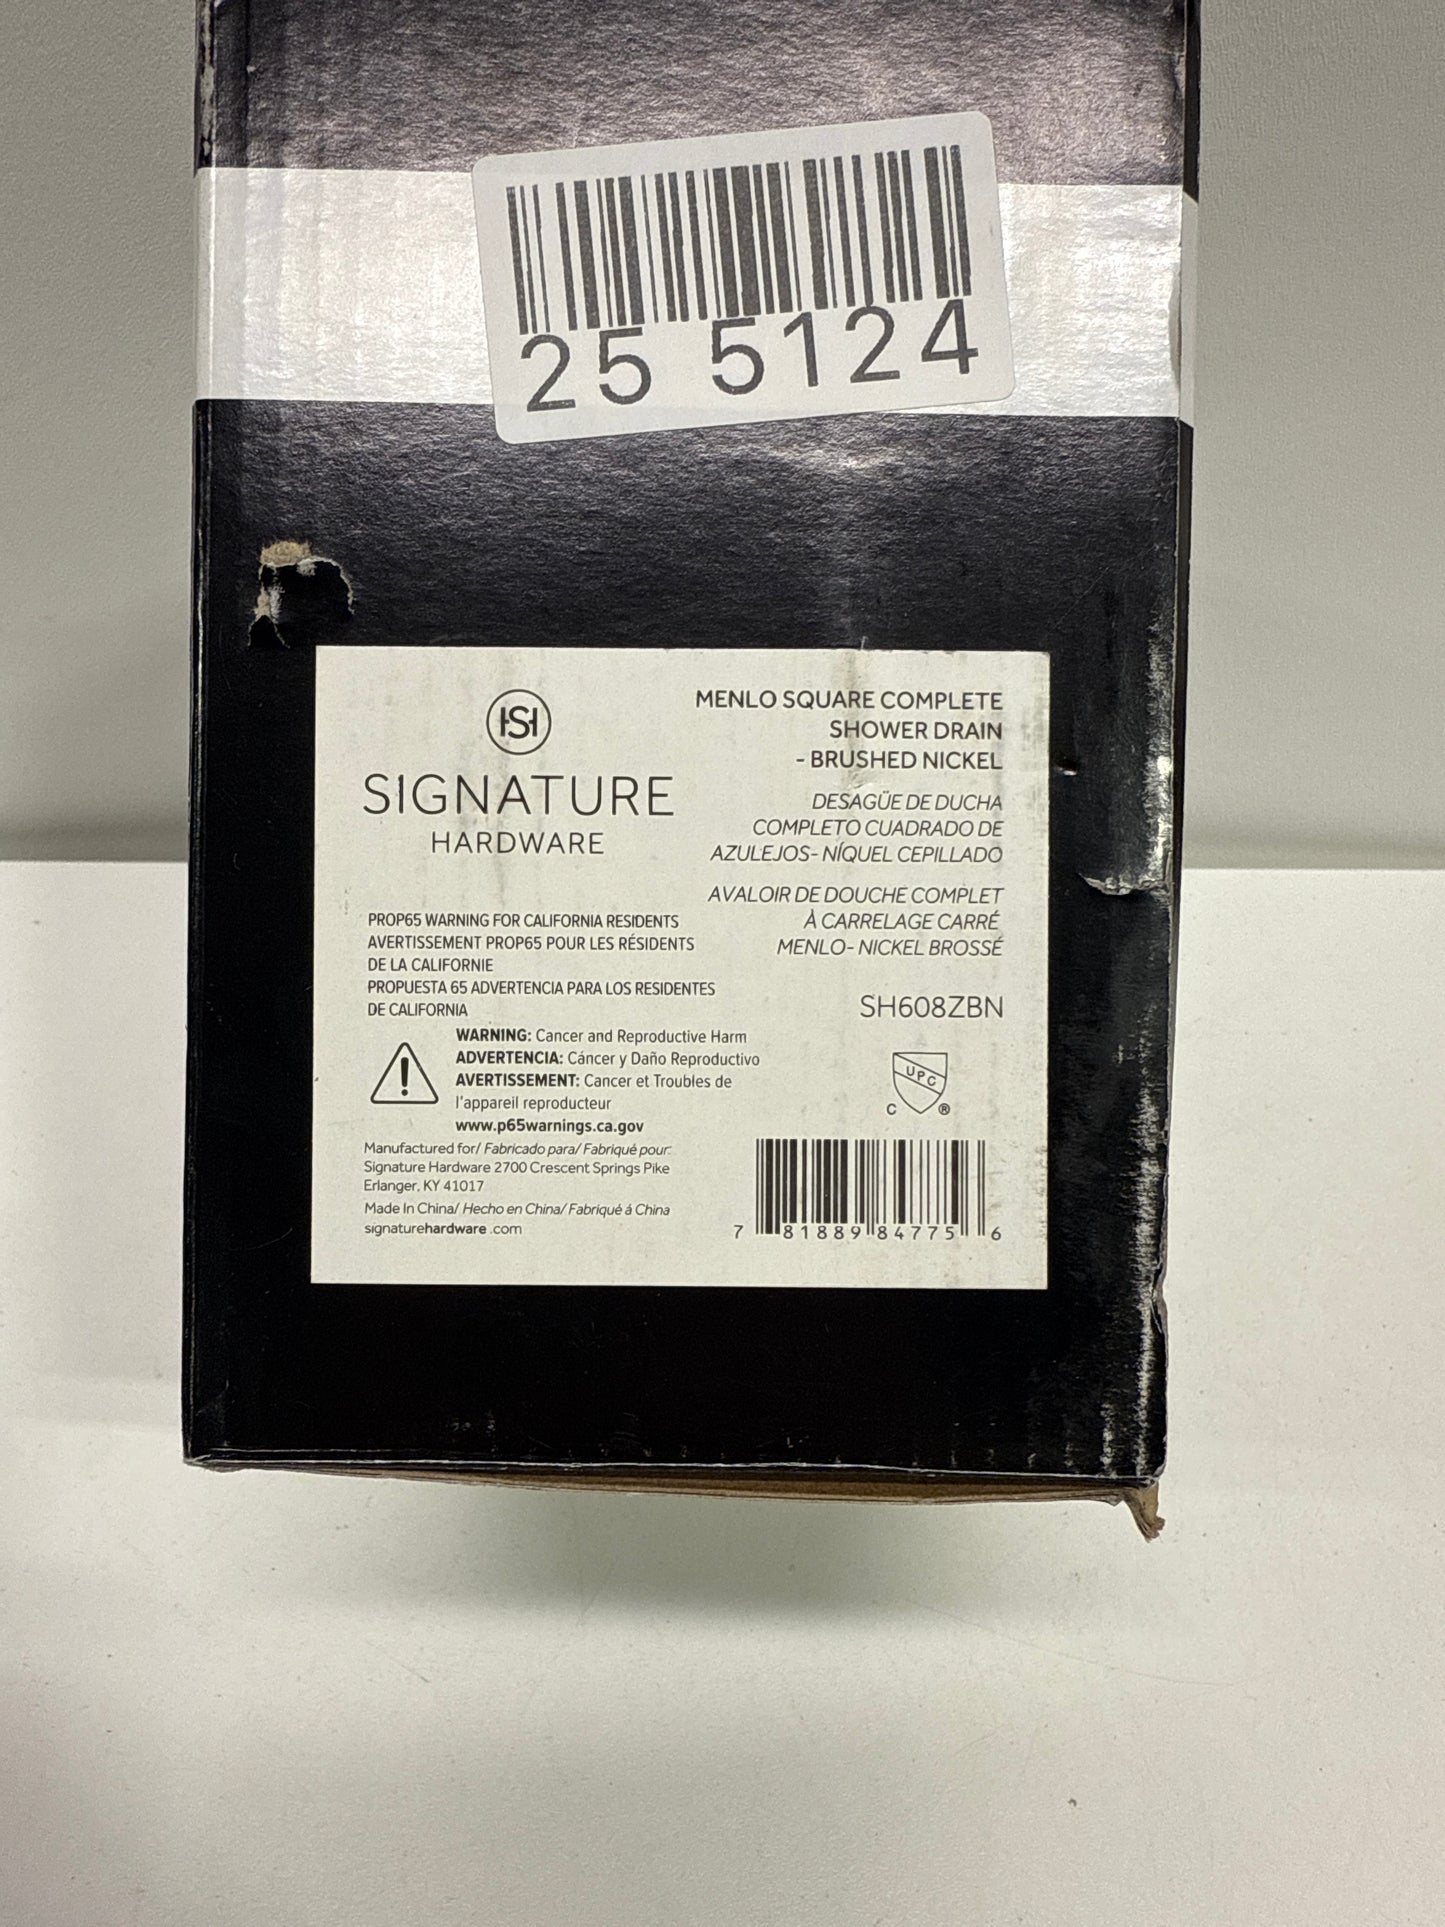 25 5124
HSH
SIGNATURE
HARDWARE
MENLO SQUARE COMPLETE
SHOWER DRAIN
- BRUSHED NICKEL
DESAGÜE DE DUCHA
COMPLETO CUADRADO DE
AZULEJOS- NÍQUEL CEPILLADO
AVALOIR DE DOUCHE COMPLET
À CARRELAGE CARRÉ
MENLO- NICKEL BROSSÉ
SH608ZBN
PROP65 WARNING FOR CALIFORNIA RESIDENTS
AVERTISSEMENT PROP65 POUR LES RÉSIDENTS
DE LA CALIFORNIE
PROPUESTA 65 ADVERTENCIA PARA LOS RESIDENTES
DE CALIFORNIA
WARNING: Cancer and Reproductive Harm
ADVERTENCIA: Cáncer y Daño Reproductivo
AVERTISSEMENT: Cancer et Troubles de
l'appareil reproducteur
www.p65warnings.ca.gov
Manufactured for/ Fabricado para/ Fabriqué pour:
Signature Hardware 2700 Crescent Springs Pike
Erlanger, KY 41017
Made In China/ Hecho en China/ Fabriqué á China
signaturehardware .com
UPC
C ®
7 81889 84775 6